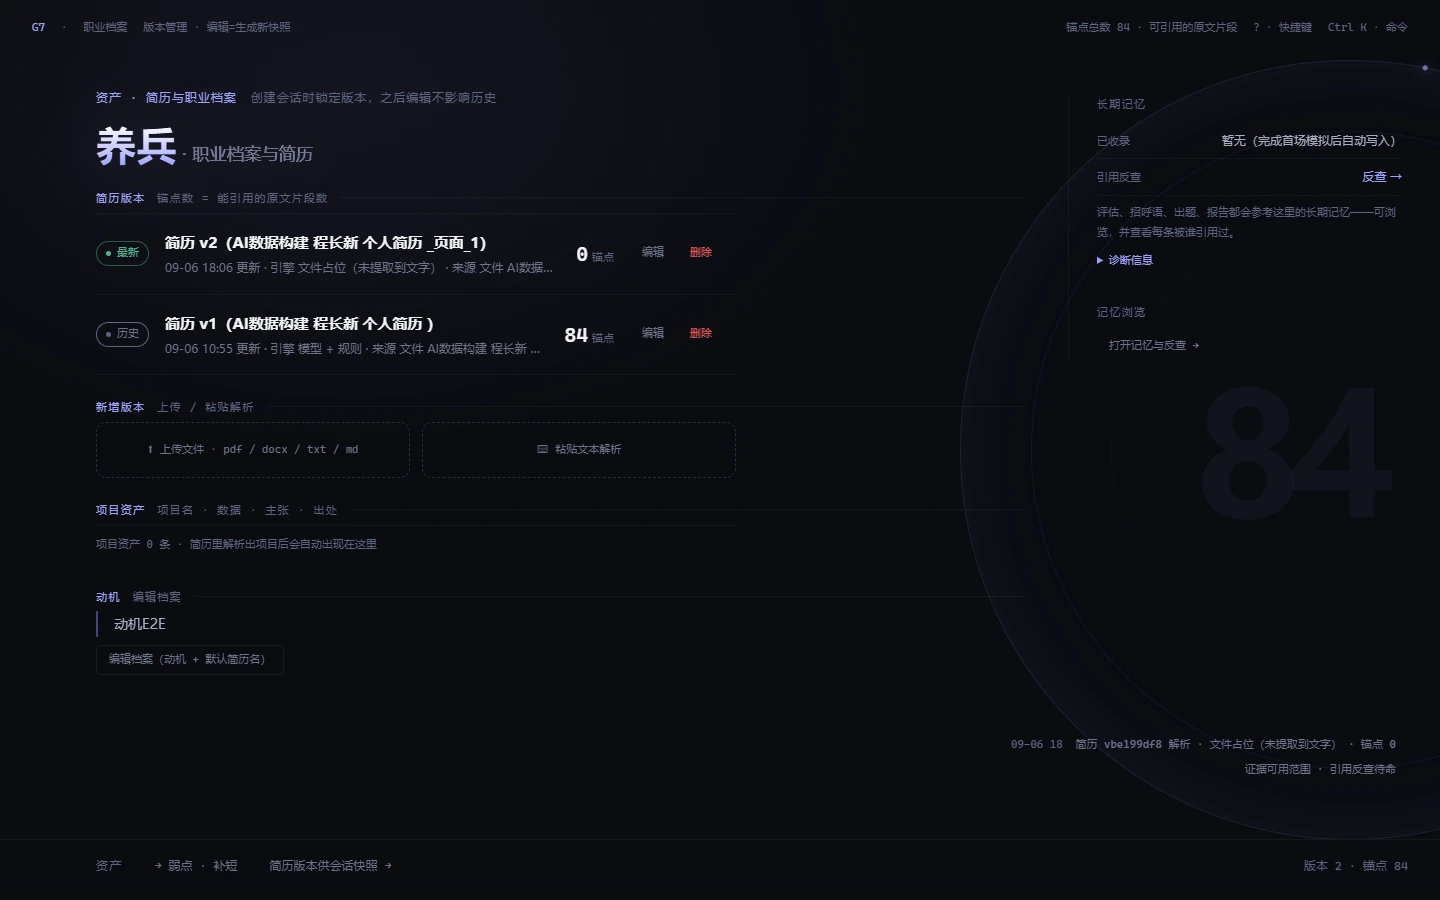 G7 · 职业档案 版本管理 · 编辑=生成新快照
锚点总数 84 · 可引用的原文片段 ? · 快捷键 Ctrl K · 命令
资产 · 简历与职业档案 创建会话时锁定版本，之后编辑不影响历史
养兵 · 职业档案与简历
简历版本 锚点数 = 能引用的原文片段数
最新
简历 v2（AI数据构建 程长新 个人简历 _页面_1）
09-06 18:06 更新 · 引擎 文件占位（未提取到文字） · 来源 文件 AI数据...
0 锚点 编辑 删除
历史
简历 v1（AI数据构建 程长新 个人简历 ）
09-06 10:55 更新 · 引擎 模型 + 规则 · 来源 文件 AI数据构建 程长新 ...
84 锚点 编辑 删除
新增版本 上传 / 粘贴解析
⬆ 上传文件 · pdf / docx / txt / md
⌨ 粘贴文本解析
项目资产 项目名 · 数据 · 主张 · 出处
项目资产 0 条 · 简历里解析出项目后会自动出现在这里
动机 编辑档案
动机E2E
编辑档案（动机 + 默认简历名）
长期记忆
已收录 暂无（完成首场模拟后自动写入）
引用反查 反查 →
评估、招呼语、出题、报告都会参考这里的长期记忆——可浏
览，并查看每条被谁引用过。
▶ 诊断信息
记忆浏览
打开记忆与反查 →
84
09-06 18 简历 vbe199df8 解析 · 文件占位（未提取到文字） · 锚点 0
证据可用范围 · 引用反查待命
资产 → 弱点 · 补短 简历版本供会话快照 →
版本 2 · 锚点 84